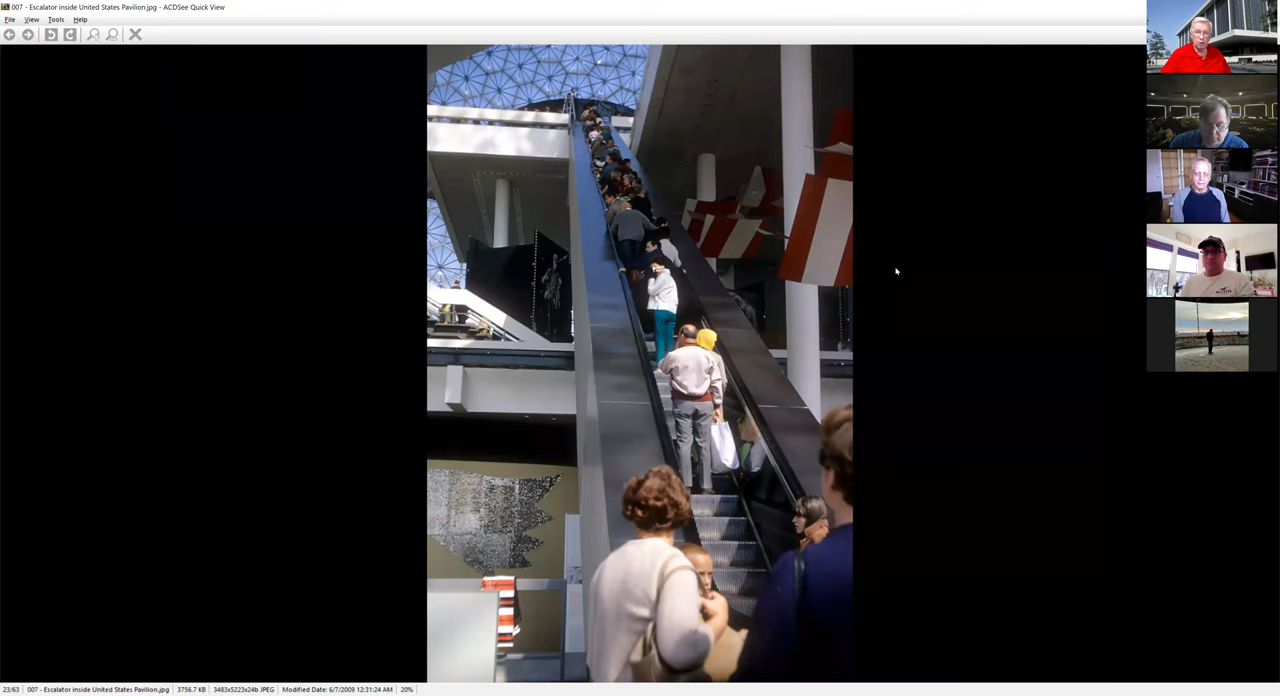 007 - Escalator inside United States Pavilion.jpg - ACDSee Quick View
File View Tools Help
23/63 007 - Escalator inside United States Pavilion.jpg 3756.7 KB 3483x5223x24b JPEG Modified Date: 6/7/2009 12:31:24 AM 20%